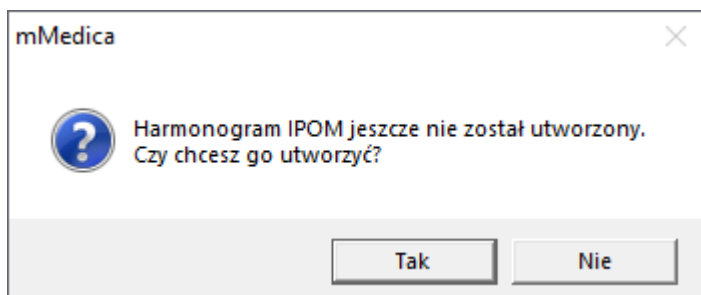 mMedica
Harmonogram IPOM jeszcze nie został utworzony.
Czy chcesz go utworzyć?
Tak
Nie